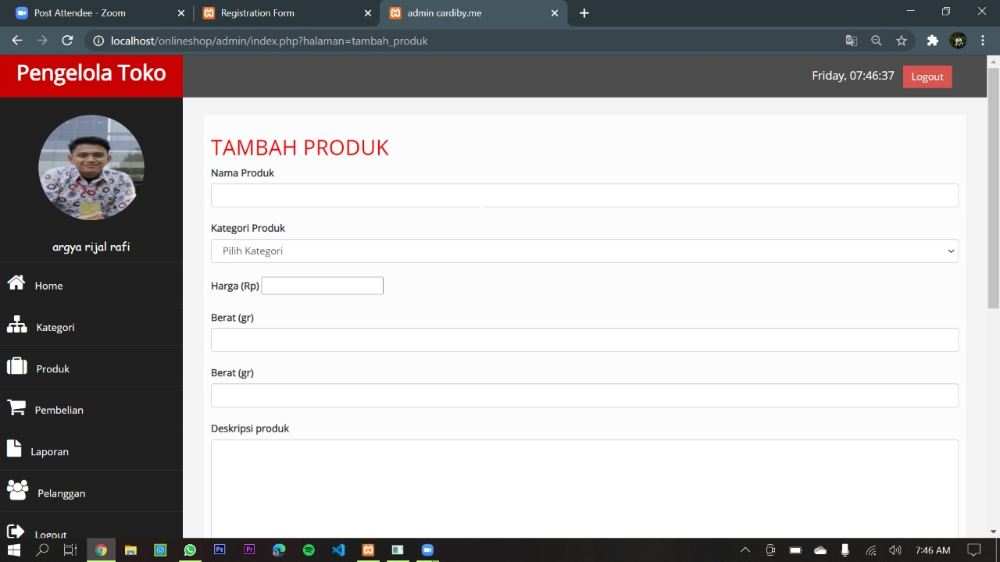 Post Attendee - Zoom
Registration Form
admin cardiby.me
localhost/onlineshop/admin/index.php?halaman=tambah_produk
Pengelola Toko
Friday, 07:46:37
Logout
argya rijal rafi
Home
Kategori
Produk
Pembelian
Laporan
Pelanggan
Logout
TAMBAH PRODUK
Nama Produk
Kategori Produk
Pilih Kategori
Harga (Rp)
Berat (gr)
Berat (gr)
Deskripsi produk
Ps
Pr
7:46 AM